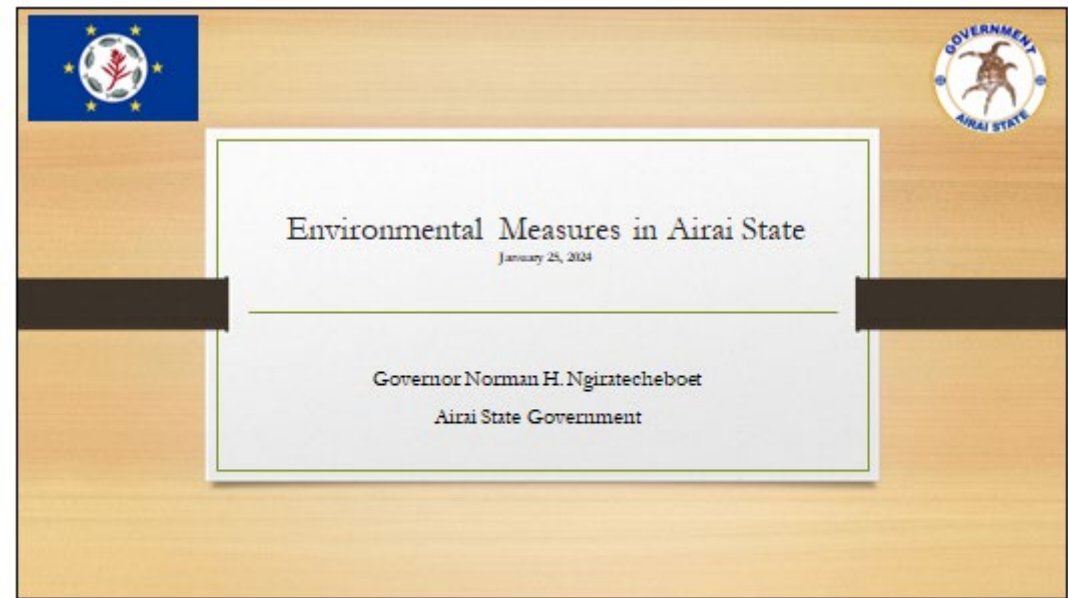 GOVERNMENT
AIRAI STATE
Environmental Measures in Airai State
January 25, 2024
Governor Norman H. Ngiratecheboet
Airai State Government